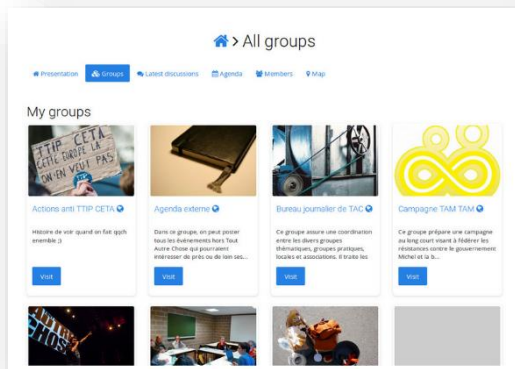 > All groups
Presentation Groups Latest discussions Agenda Members Map
My groups
TTIP CETA
CETTE EUROPE LÀ
ON EN VEUT PAS
Actions anti TTIP CETA
Histoire de voir quand on fait qqch
enemble ;)
Visit
Agenda externe
Dans ce groupe, on peut poster
tous les événements hors Tout
Autre Chose qui pourraient
intéresser de près ou de loin ses...
Visit
Bureau journalier de TAC
Ce groupe assure une coordination
entre les divers groupes
thématiques, groupes pratiques,
locales et associations. Il traite les
Visit
Campagne TAM TAM
Ce groupe prépare une campagne
au long court visant à fédérer les
résistances contre le gouvernement
Michel et la b...
Visit